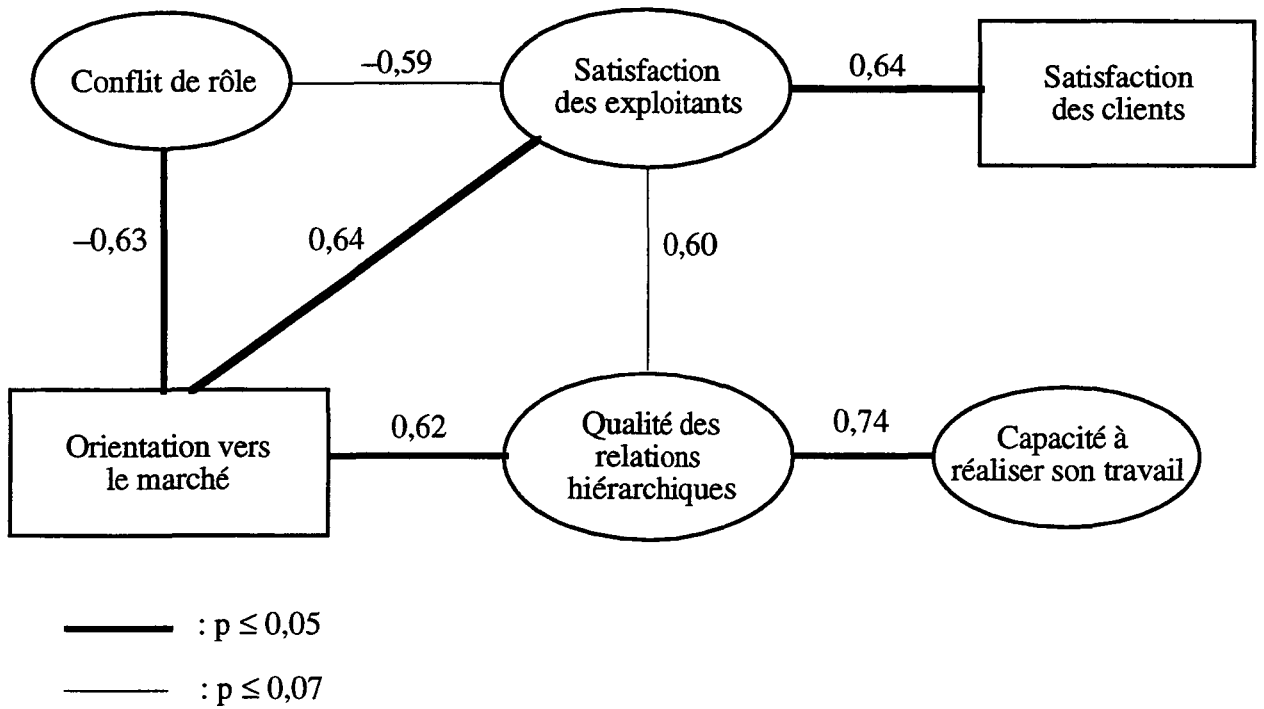 Conflit de rôle
–0,59
Satisfaction
des exploitants
0,64
Satisfaction
des clients
–0,63
0,64
0,60
Orientation vers
le marché
0,62
Qualité des
relations
hiérarchiques
0,74
Capacité à
réaliser son travail
: p ≤ 0,05
: p ≤ 0,07